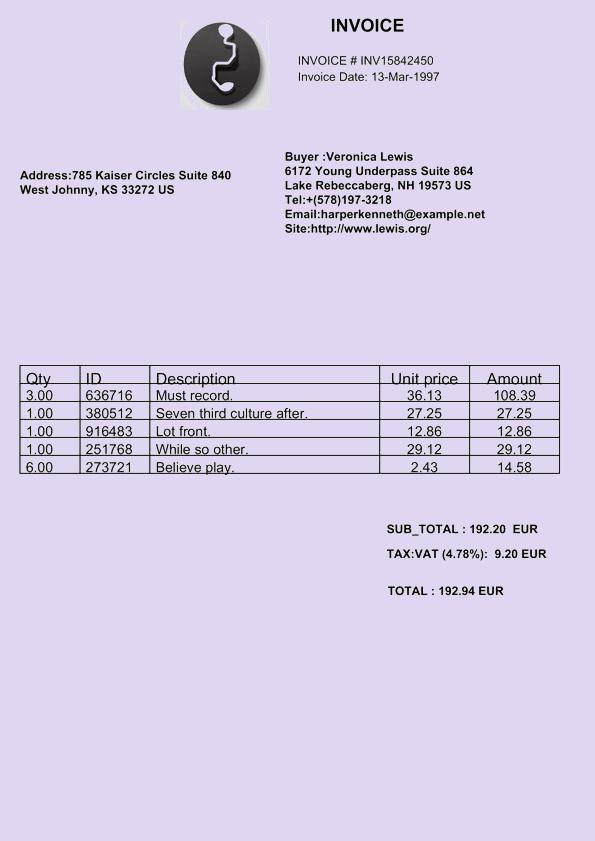 INVOICE
INVOICE # INV15842450
Invoice Date: 13-Mar-1997
Address:785 Kaiser Circles Suite 840
West Johnny, KS 33272 US
Buyer :Veronica Lewis
6172 Young Underpass Suite 864
Lake Rebeccaberg, NH 19573 US
Tel:+(578)197-3218
Email:harperkenneth@example.net
Site:http://www.lewis.org/
Qty ID Description Unit price Amount
3.00 636716 Must record. 36.13 108.39
1.00 380512 Seven third culture after. 27.25 27.25
1.00 916483 Lot front. 12.86 12.86
1.00 251768 While so other. 29.12 29.12
6.00 273721 Believe play. 2.43 14.58
SUB_TOTAL : 192.20 EUR
TAX:VAT (4.78%): 9.20 EUR
TOTAL : 192.94 EUR